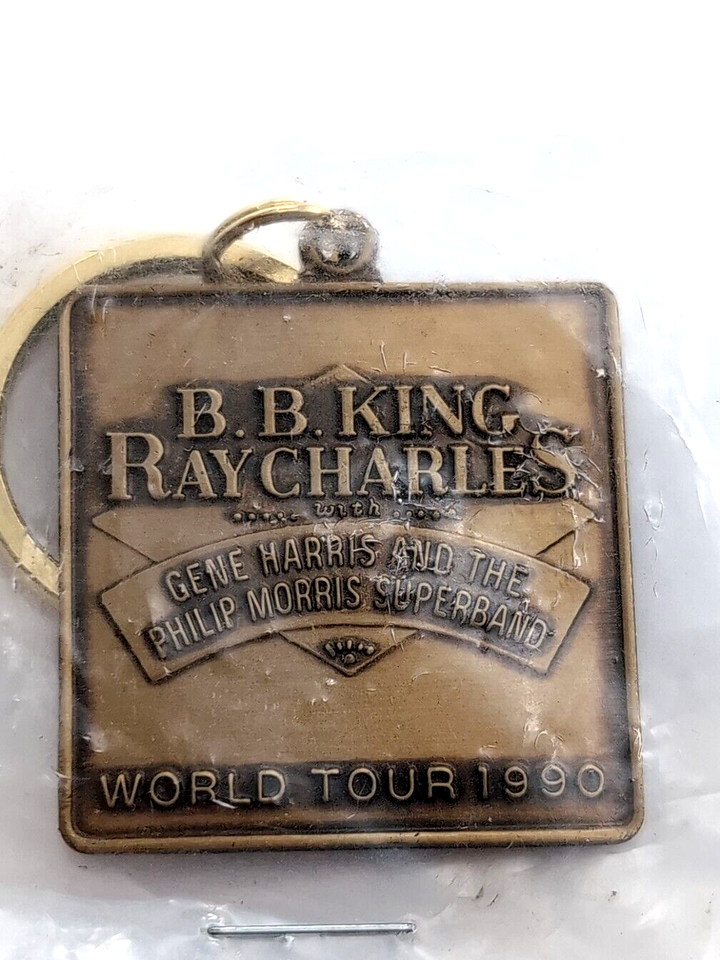 B.B. KING
RAY CHARLES
with
GENE HARRIS AND THE
PHILIP MORRIS SUPERBAND
WORLD TOUR 1990